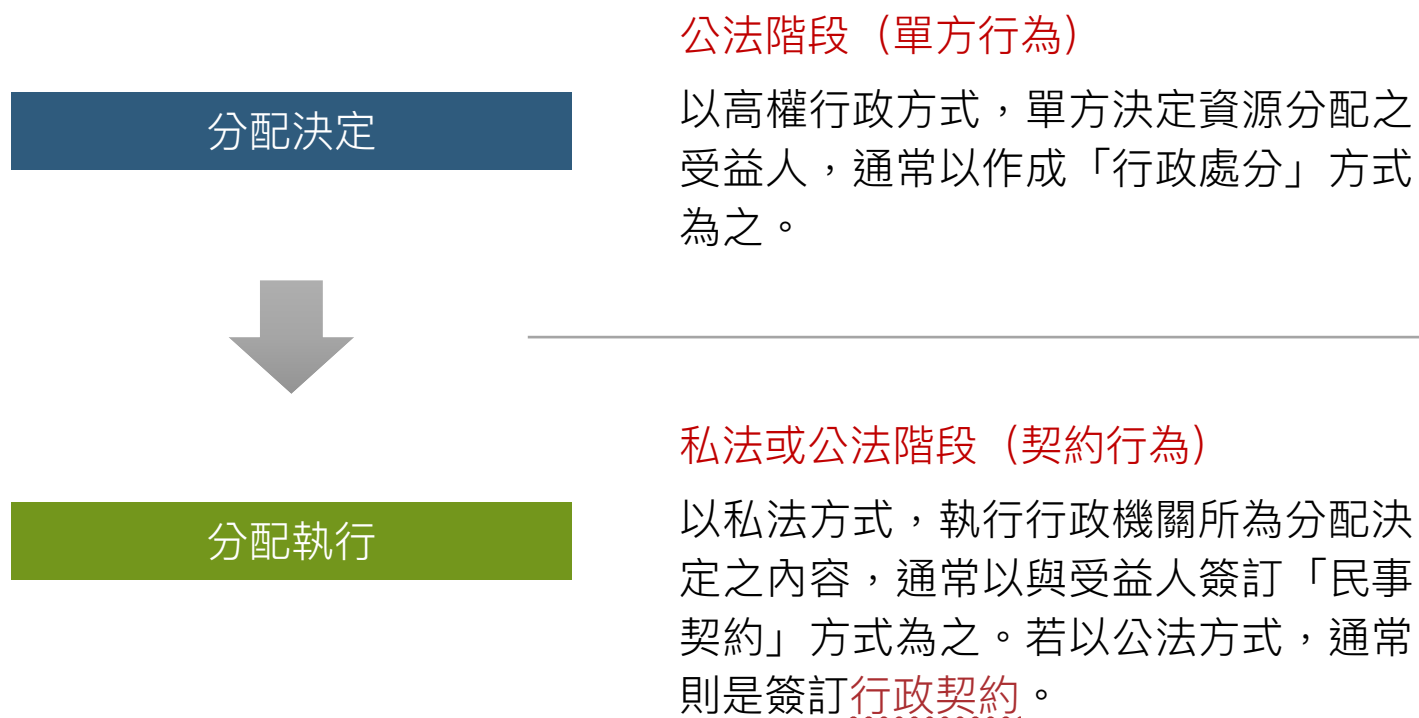 公法階段（單方行為）
分配決定
以高權行政方式，單方決定資源分配之
受益人，通常以作成「行政處分」方式
為之。
私法或公法階段（契約行為）
分配執行
以私法方式，執行行政機關所為分配決
定之內容，通常以與受益人簽訂「民事
契約」方式為之。若以公法方式，通常
則是簽訂行政契約。